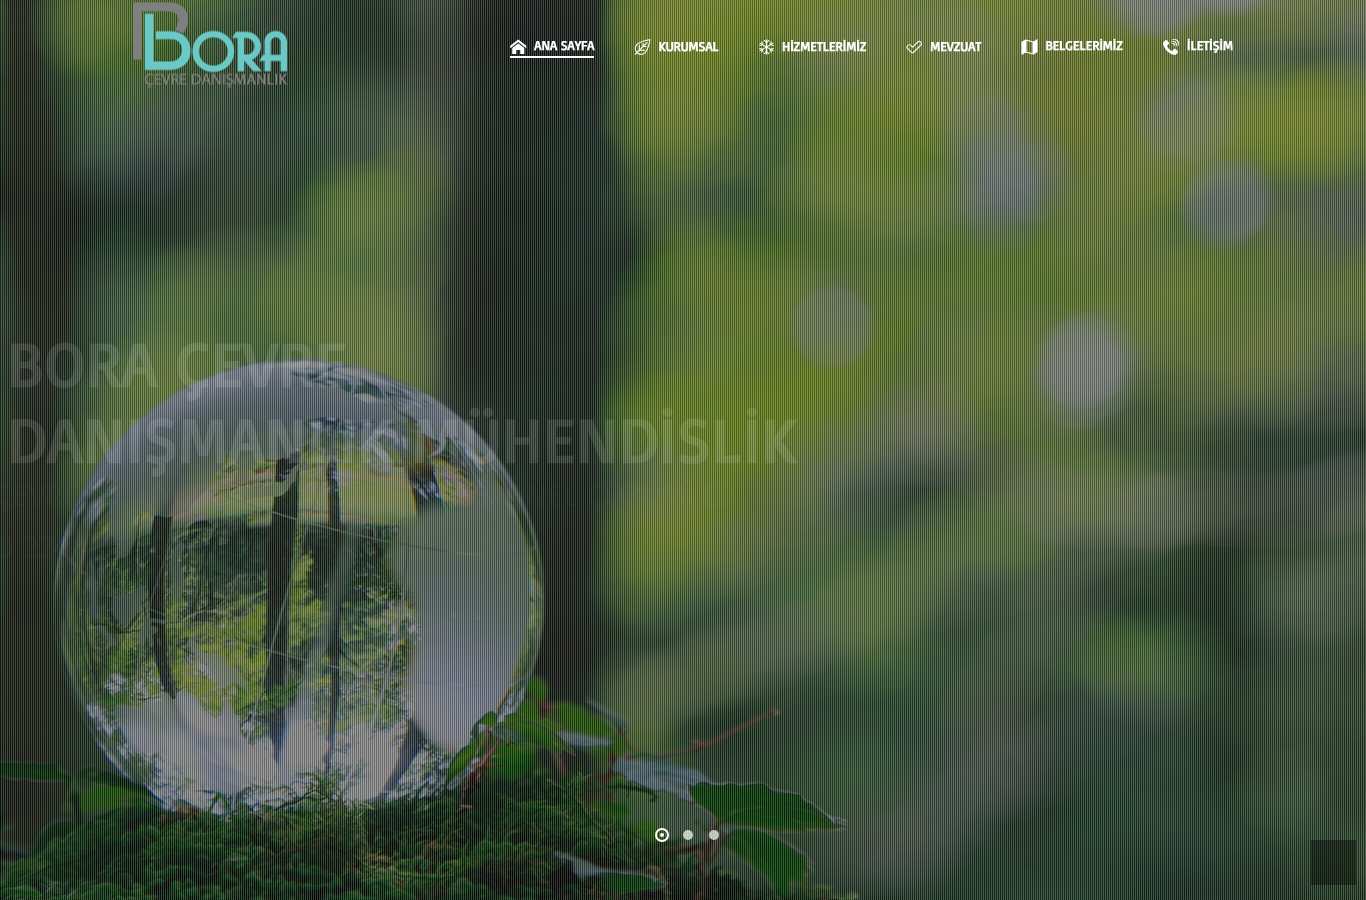 BORA
ÇEVRE DANIŞMANLIK
ANA SAYFA
KURUMSAL
HİZMETLERİMİZ
MEVZUAT
BELGELERİMİZ
İLETİŞİM
BORA ÇEVRE
DANIŞMANLIK MÜHENDİSLİK